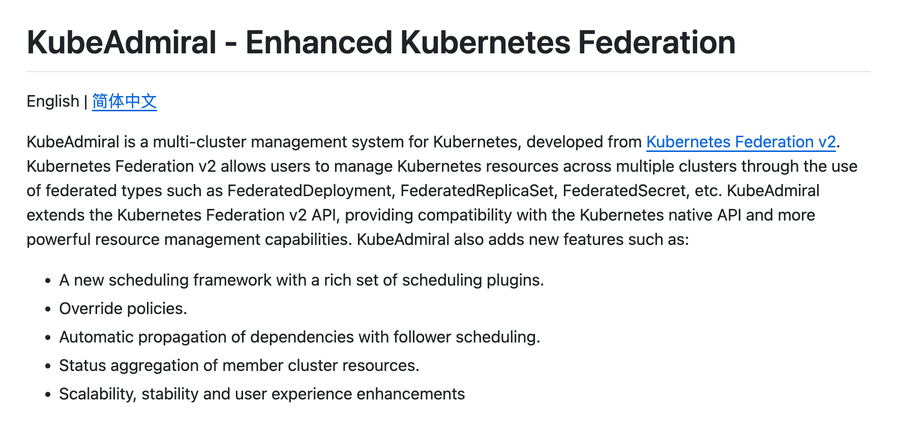 KubeAdmiral - Enhanced Kubernetes Federation
English | 简体中文
KubeAdmiral is a multi-cluster management system for Kubernetes, developed from Kubernetes Federation v2.
Kubernetes Federation v2 allows users to manage Kubernetes resources across multiple clusters through the use
of federated types such as FederatedDeployment, FederatedReplicaSet, FederatedSecret, etc. KubeAdmiral
extends the Kubernetes Federation v2 API, providing compatibility with the Kubernetes native API and more
powerful resource management capabilities. KubeAdmiral also adds new features such as:
• A new scheduling framework with a rich set of scheduling plugins.
• Override policies.
• Automatic propagation of dependencies with follower scheduling.
• Status aggregation of member cluster resources.
• Scalability, stability and user experience enhancements